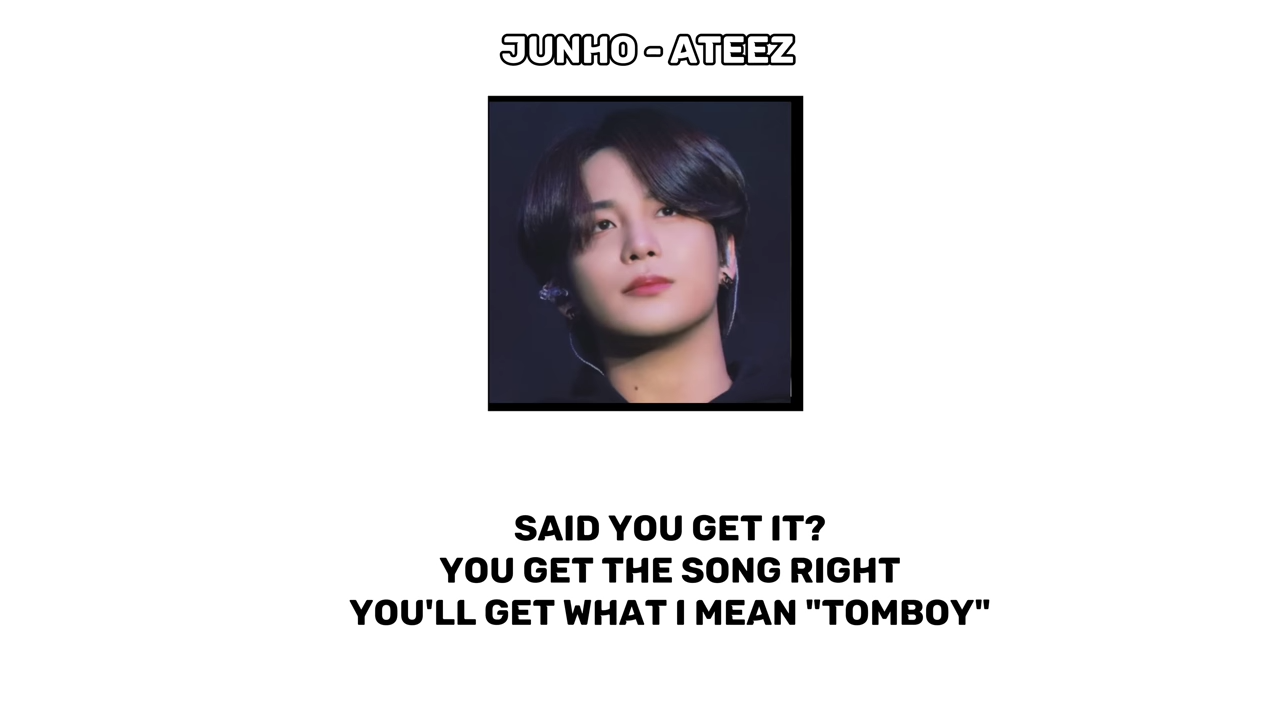 JUNHO - ATEEZ
SAID YOU GET IT?
YOU GET THE SONG RIGHT
YOU'LL GET WHAT I MEAN "TOMBOY"